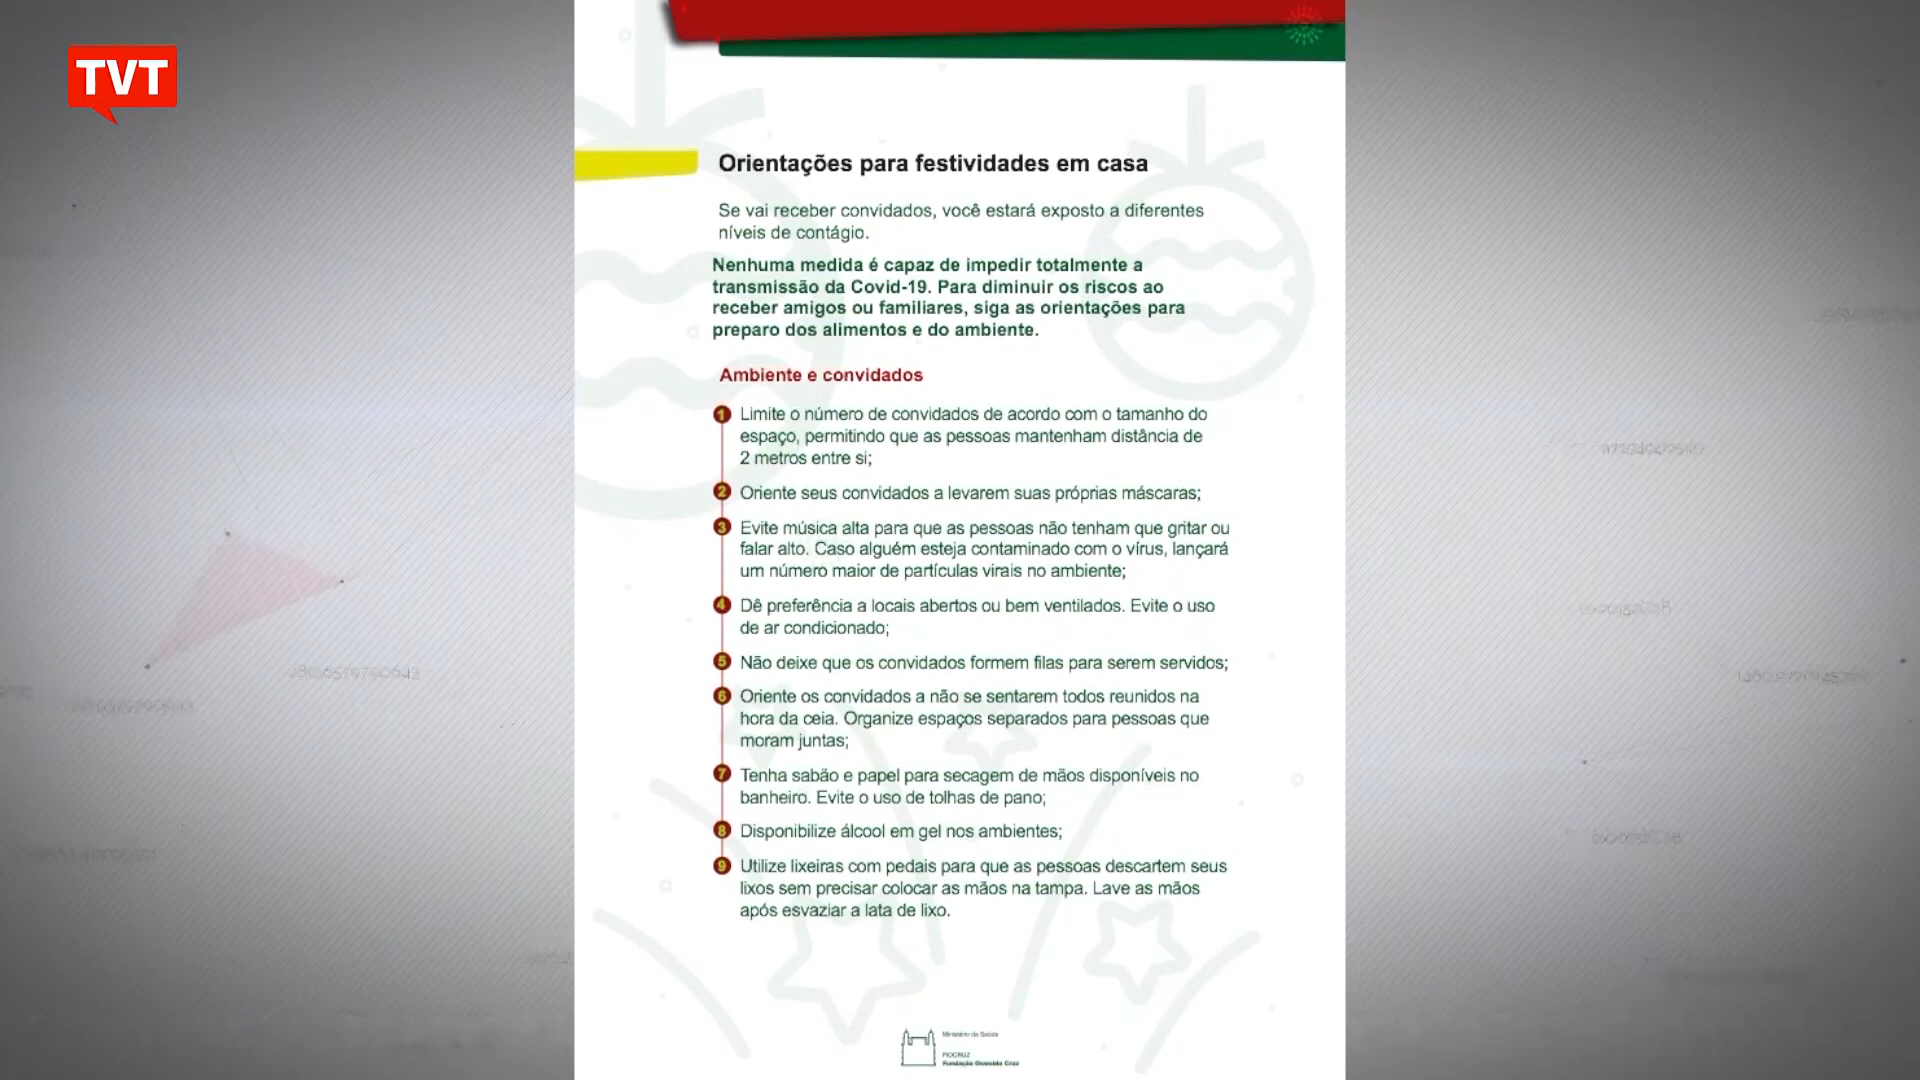 TVT
Orientações para festividades em casa
Se vai receber convidados, você estará exposto a diferentes
níveis de contágio.
Nenhuma medida é capaz de impedir totalmente a
transmissão da Covid-19. Para diminuir os riscos ao
receber amigos ou familiares, siga as orientações para
preparo dos alimentos e do ambiente.
Ambiente e convidados
1 Limite o número de convidados de acordo com o tamanho do
espaço, permitindo que as pessoas mantenham distância de
2 metros entre si;
2 Oriente seus convidados a levarem suas próprias máscaras;
3 Evite música alta para que as pessoas não tenham que gritar ou
falar alto. Caso alguém esteja contaminado com o vírus, lançará
um número maior de partículas virais no ambiente;
4 Dê preferência a locais abertos ou bem ventilados. Evite o uso
de ar condicionado;
5 Não deixe que os convidados formem filas para serem servidos;
6 Oriente os convidados a não se sentarem todos reunidos na
hora da ceia. Organize espaços separados para pessoas que
moram juntas;
7 Tenha sabão e papel para secagem de mãos disponíveis no
banheiro. Evite o uso de tolhas de pano;
8 Disponibilize álcool em gel nos ambientes;
9 Utilize lixeiras com pedais para que as pessoas descartem seus
lixos sem precisar colocar as mãos na tampa. Lave as mãos
após esvaziar a lata de lixo.
Ministério da Saúde
FIOCRUZ
Fundação Oswaldo Cruz